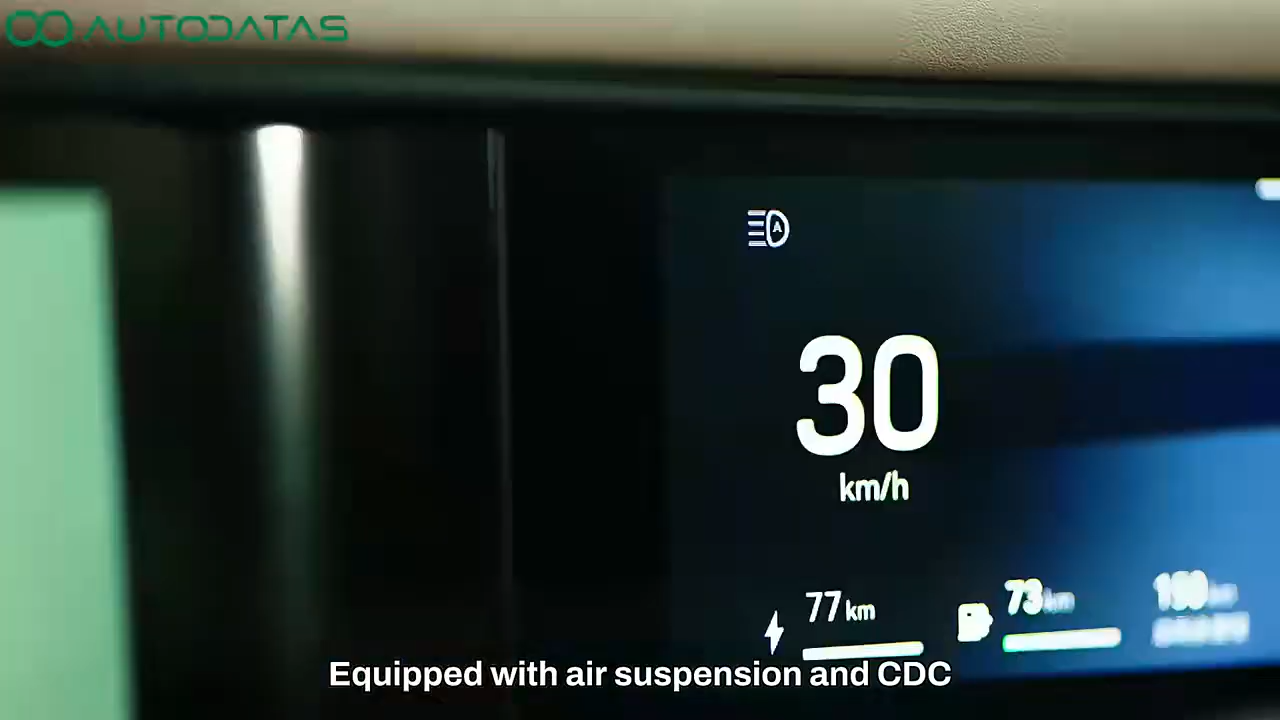 AUTODATAS
A
30
km/h
77 km
73 km
Equipped with air suspension and CDC